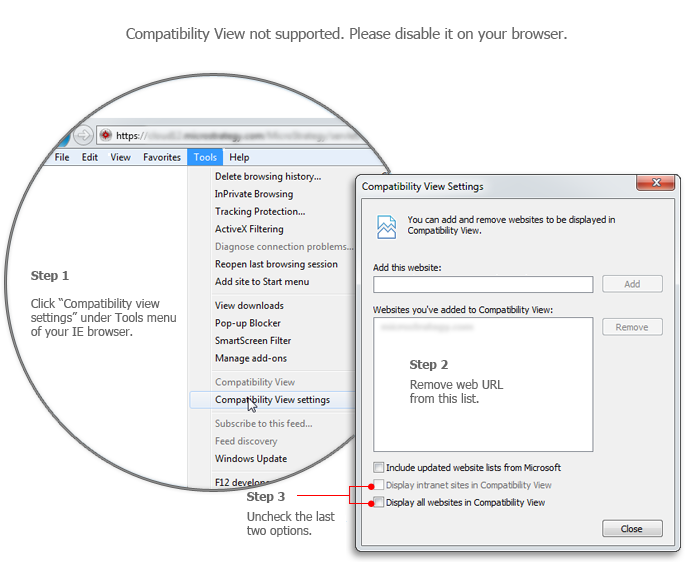 Compatibility View not supported. Please disable it on your browser.
https://
File Edit View Favorites Tools Help
Delete browsing history...
InPrivate Browsing
Tracking Protection...
ActiveX Filtering
Diagnose connection problems...
Reopen last browsing session
Add site to Start menu
View downloads
Pop-up Blocker
SmartScreen Filter
Manage add-ons
Compatibility View
Compatibility View settings
Subscribe to this feed...
Feed discovery
Windows Update
F12 develop
Step 1
Click “Compatibility view
settings” under Tools menu
of your IE browser.
Compatibility View Settings
You can add and remove websites to be displayed in
Compatibility View.
Add this website:
Add
Websites you've added to Compatibility View:
Remove
Step 2
Remove web URL
from this list.
Include updated website lists from Microsoft
Display intranet sites in Compatibility View
Display all websites in Compatibility View
Close
Step 3
Uncheck the last
two options.